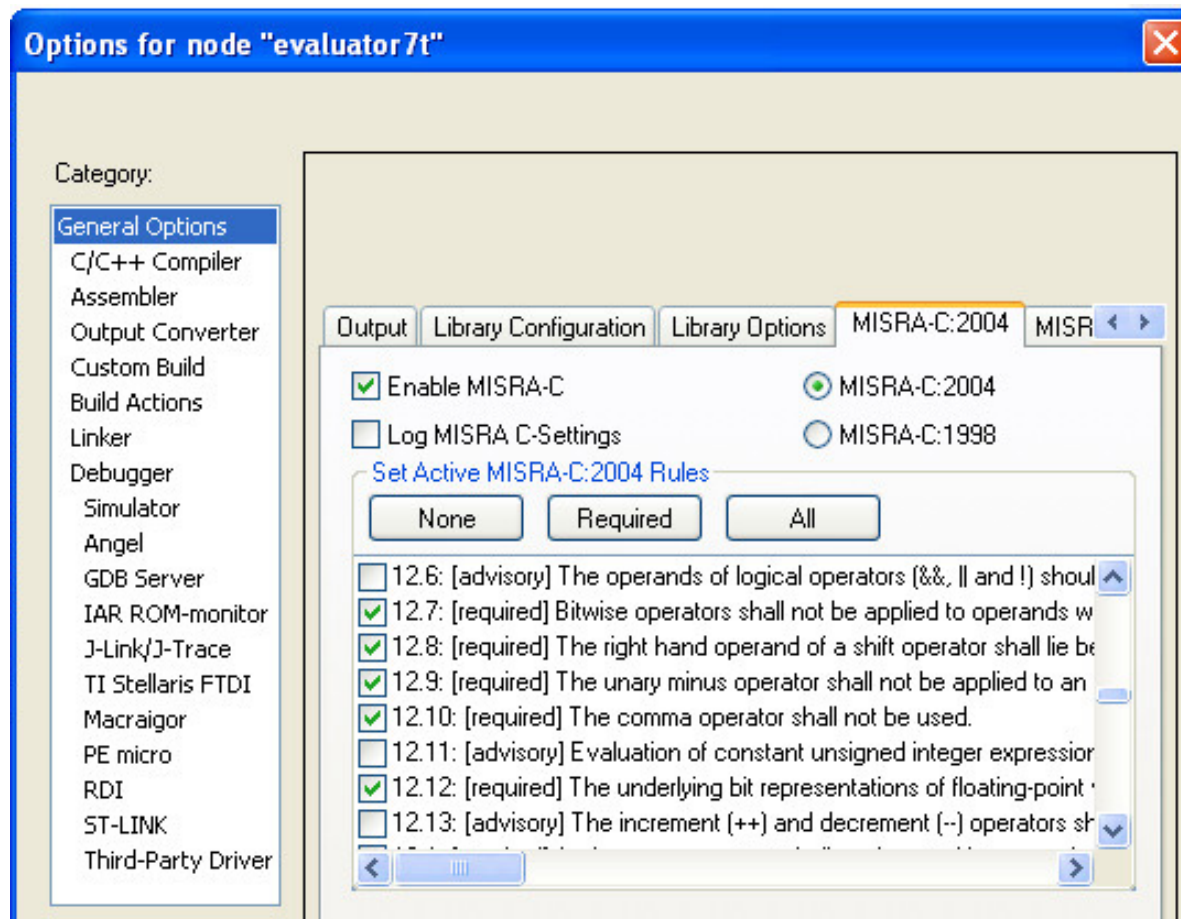 Options for node "evaluator7t"
Category:
General Options
C/C++ Compiler
Assembler
Output Converter
Custom Build
Build Actions
Linker
Debugger
Simulator
Angel
GDB Server
IAR ROM-monitor
J-Link/J-Trace
TI Stellaris FTDI
Macraigor
PE micro
RDI
ST-LINK
Third-Party Driver
Output Library Configuration Library Options MISRA-C:2004 MISR
Enable MISRA-C MISRA-C:2004
Log MISRA C-Settings MISRA-C:1998
Set Active MISRA-C:2004 Rules
None Required All
12.6: [advisory] The operands of logical operators (&&, || and !) shoul
12.7: [required] Bitwise operators shall not be applied to operands w
12.8: [required] The right hand operand of a shift operator shall lie be
12.9: [required] The unary minus operator shall not be applied to an
12.10: [required] The comma operator shall not be used.
12.11: [advisory] Evaluation of constant unsigned integer expression
12.12: [required] The underlying bit representations of floating-point
12.13: [advisory] The increment (++) and decrement (--) operators sh